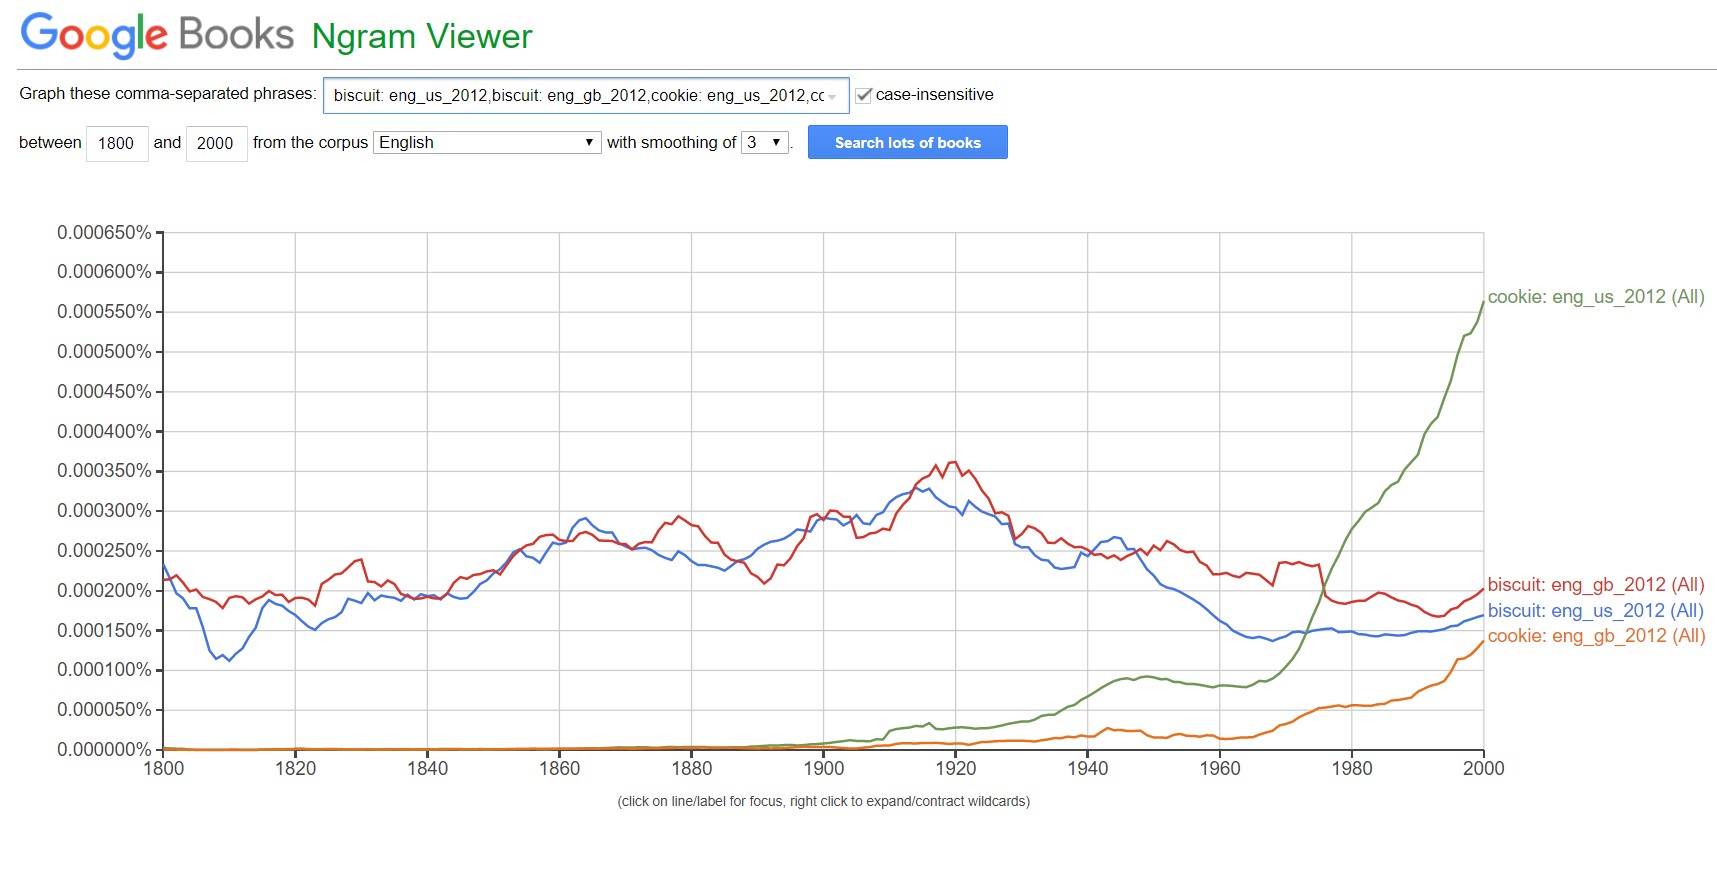 Google Books Ngram Viewer
Graph these comma-separated phrases: biscuit: eng_us_2012,biscuit: eng_gb_2012,cookie: eng_us_2012,cc case-insensitive
between 1800 and 2000 from the corpus English with smoothing of 3 . Search lots of books
0.000650%
0.000600%
0.000550%
0.000500%
0.000450%
0.000400%
0.000350%
0.000300%
0.000250%
0.000200%
0.000150%
0.000100%
0.000050%
0.000000%
cookie: eng_us_2012 (All)
biscuit: eng_gb_2012 (All)
biscuit: eng_us_2012 (All)
cookie: eng_gb_2012 (All)
1800 1820 1840 1860 1880 1900 1920 1940 1960 1980 2000
(click on line/label for focus, right click to expand/contract wildcards)